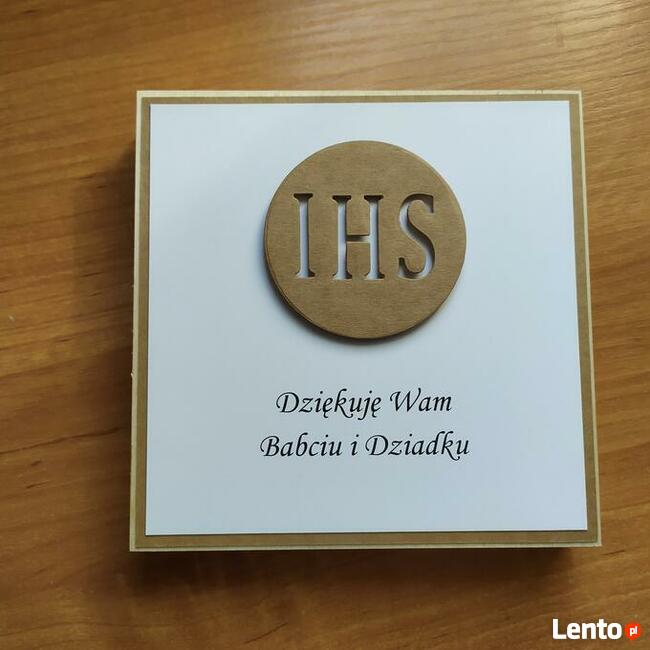 IHS
Dziękuję Wam
Babciu i Dziadku
Lento pl